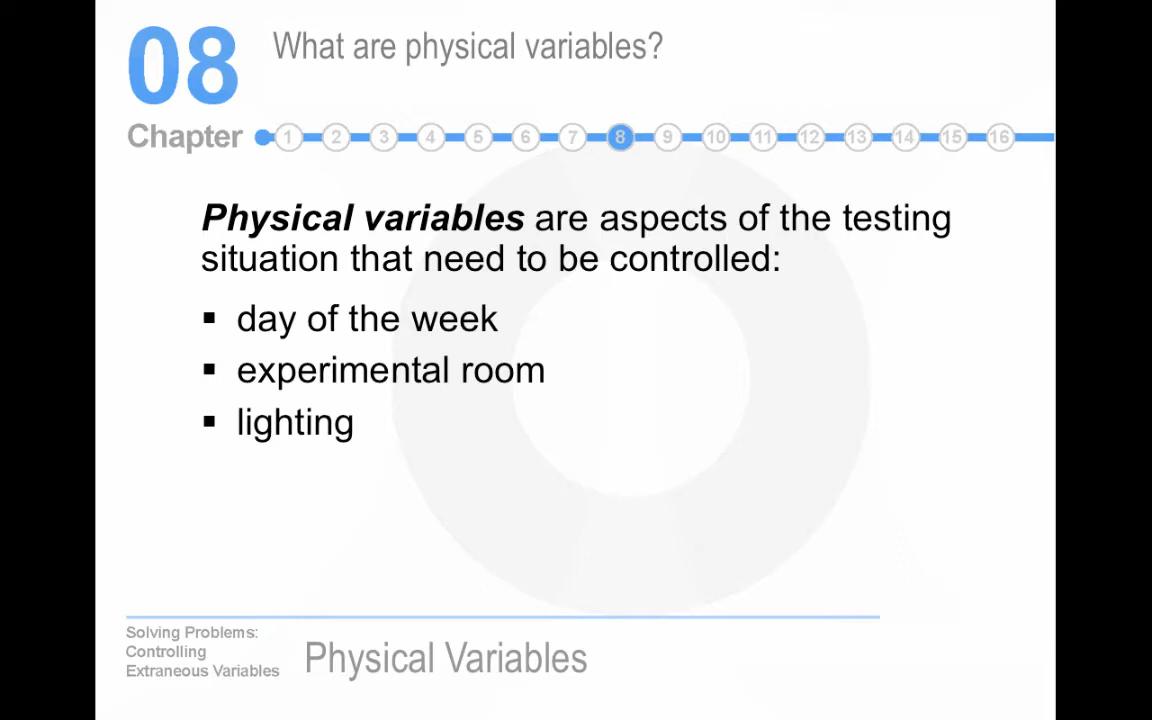 08
What are physical variables?
Chapter
1 2 3 4 5 6 7 8 9 10 11 12 13 14 15 16
Physical variables are aspects of the testing
situation that need to be controlled:
▪ day of the week
▪ experimental room
▪ lighting
Solving Problems:
Controlling
Extraneous Variables
Physical Variables